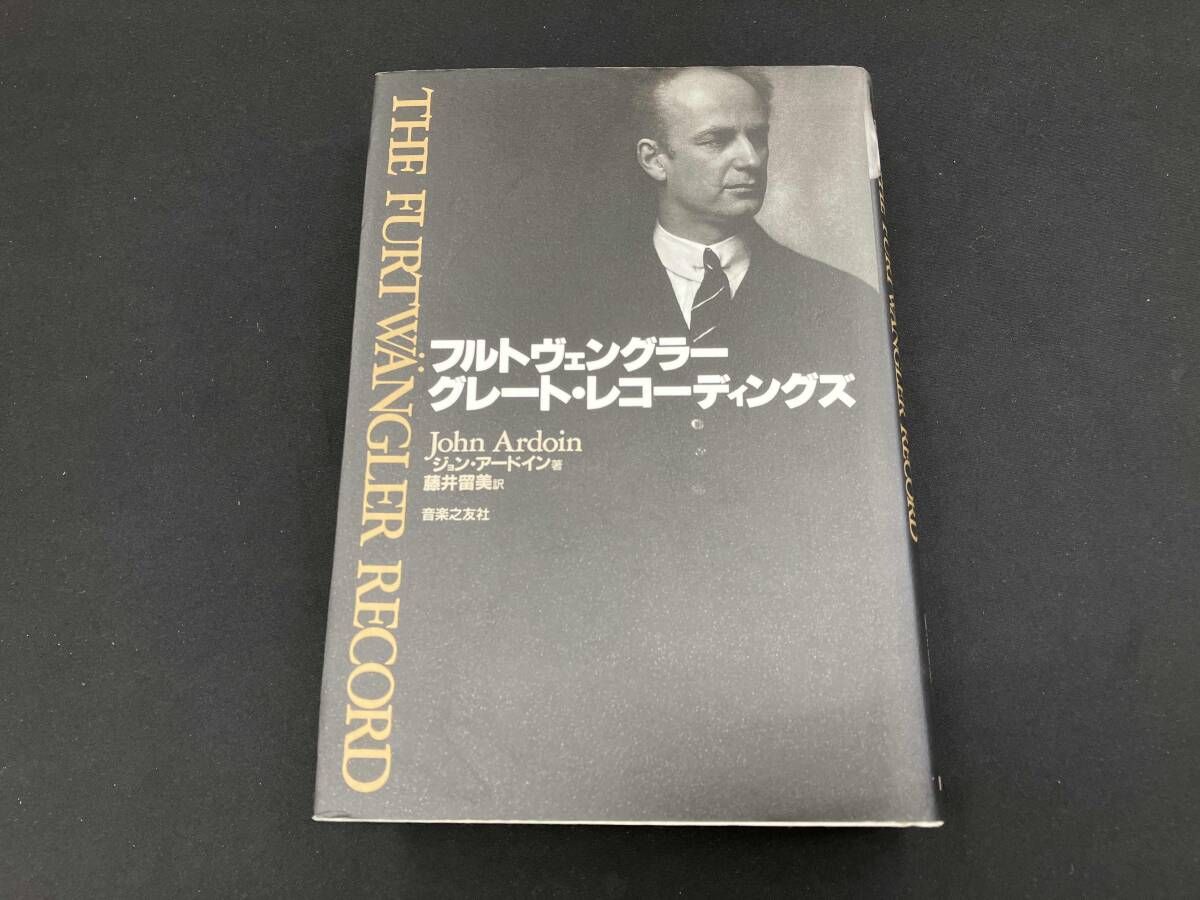 THE FURTWÄNGLER RECORD
フルトヴェングラー
グレート・レコーディングズ
John Ardoin
ジョン・アードイン著
藤井留美訳
音楽之友社
THE FURTWÄNGLER RECORD